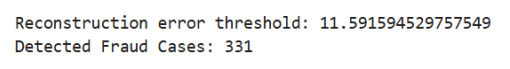 Reconstruction error threshold: 11.591594529757549
Detected Fraud Cases: 331